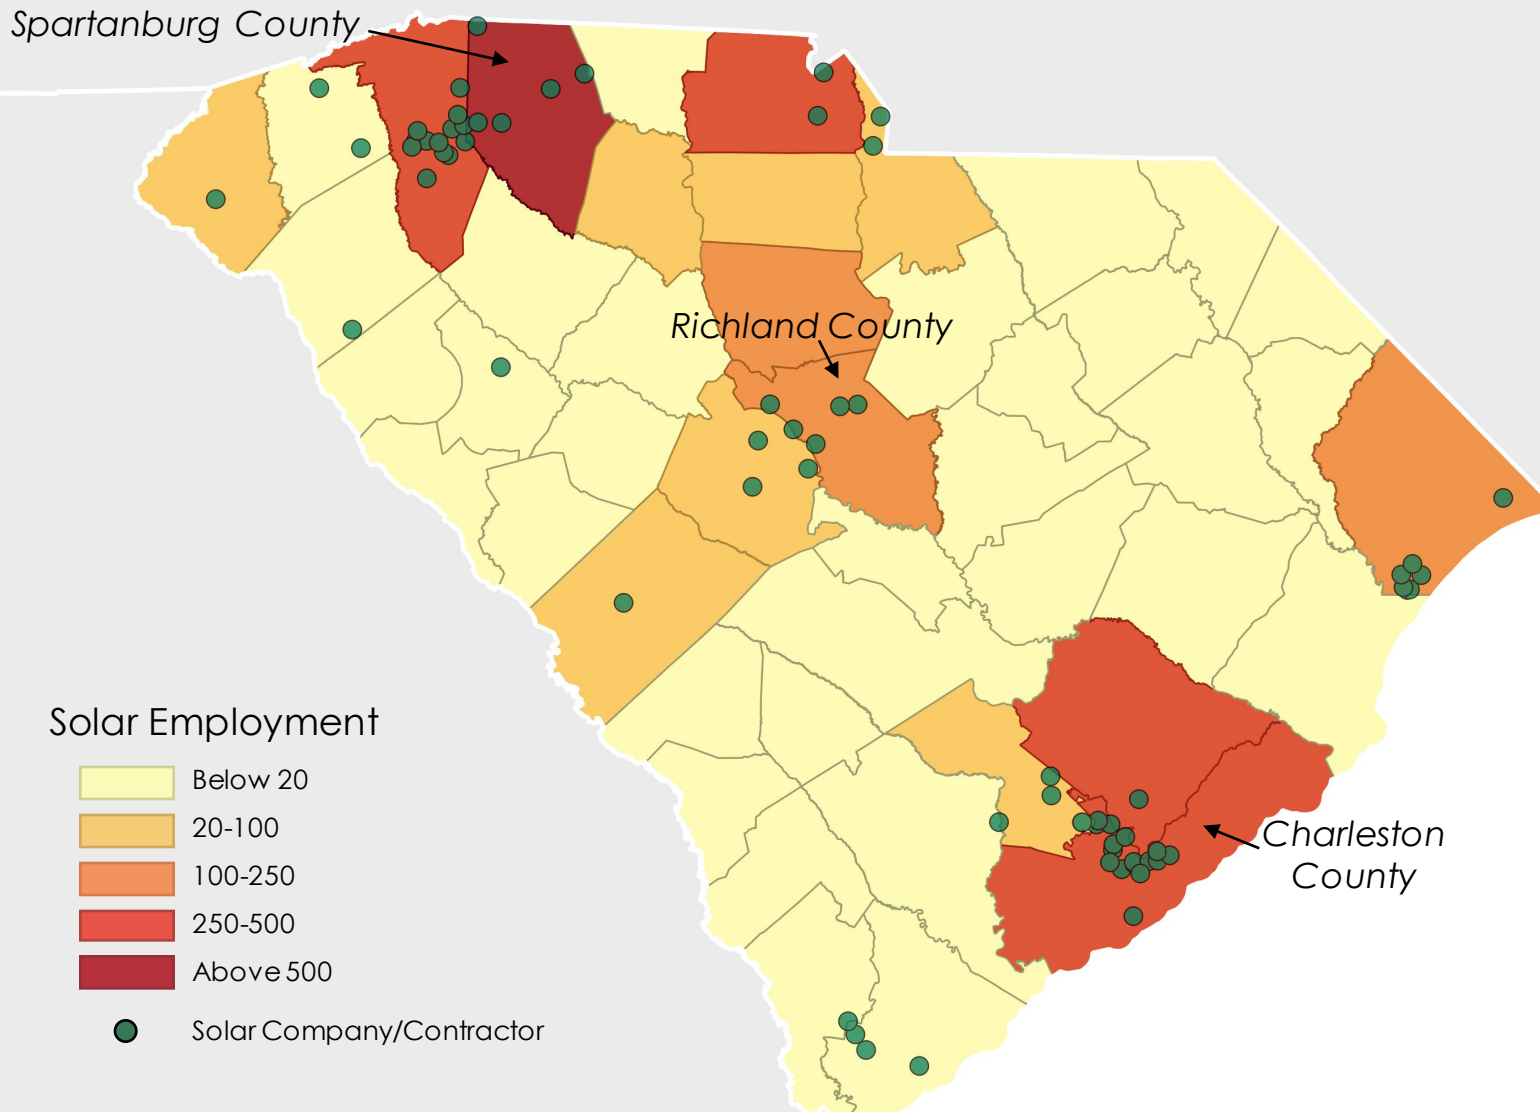 Spartanburg County
Richland County
Charleston
County
Solar Employment
Below 20
20-100
100-250
250-500
Above 500
Solar Company/Contractor